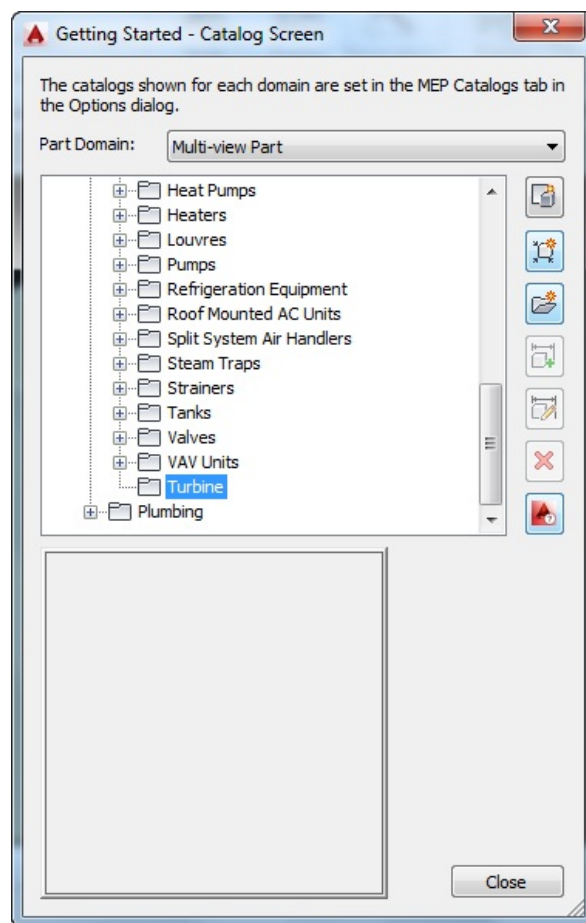 Getting Started - Catalog Screen
The catalogs shown for each domain are set in the MEP Catalogs tab in
the Options dialog.
Part Domain:
Multi-view Part
Heat Pumps
Heaters
Louvres
Pumps
Refrigeration Equipment
Roof Mounted AC Units
Split System Air Handlers
Steam Traps
Strainers
Tanks
Valves
VAV Units
Turbine
Plumbing
Close